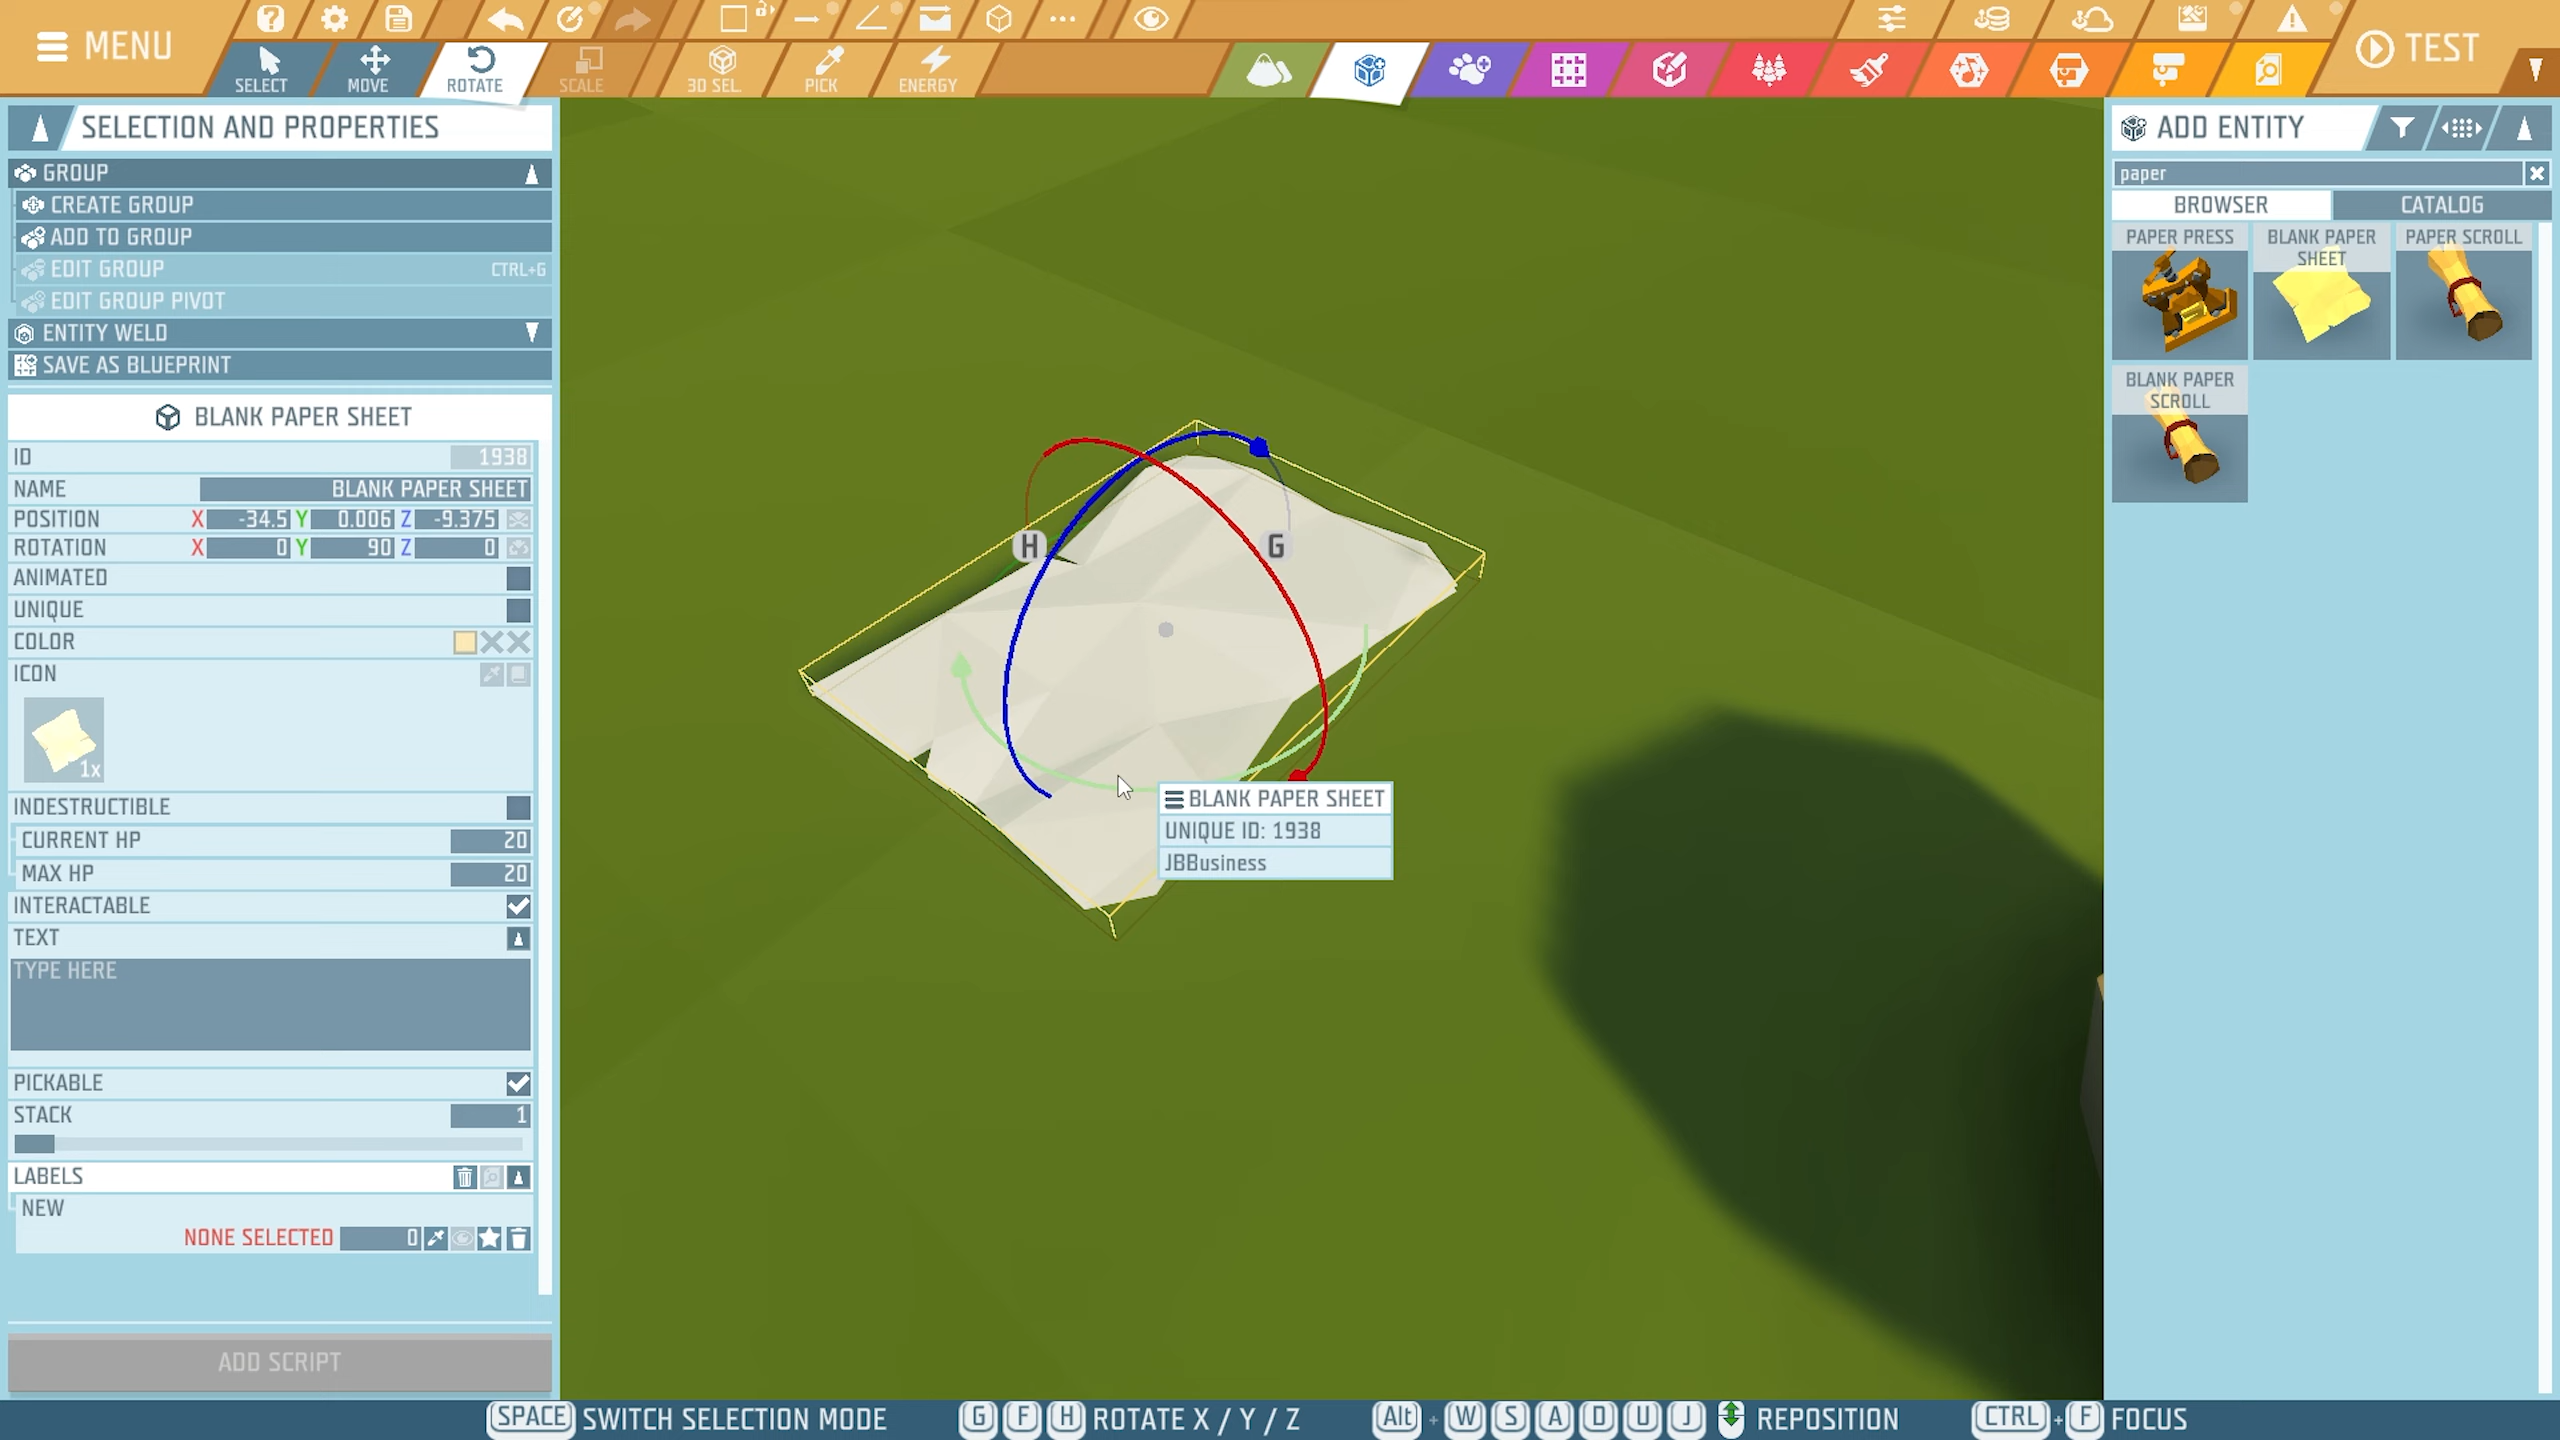 MENU
SELECT
MOVE
ROTATE
SCALE
3D SEL.
PICK
ENERGY
TEST
SELECTION AND PROPERTIES
GROUP
CREATE GROUP
ADD TO GROUP
EDIT GROUP CTRL+G
EDIT GROUP PIVOT
ENTITY WELD
SAVE AS BLUEPRINT
BLANK PAPER SHEET
ID 1938
NAME BLANK PAPER SHEET
POSITION X -34.5 Y 0.006 Z -9.375
ROTATION X 0 Y 90 Z 0
ANIMATED
UNIQUE
COLOR
ICON
1x
INDESTRUCTIBLE
CURRENT HP 20
MAX HP 20
INTERACTABLE
TEXT
TYPE HERE
PICKABLE
STACK 1
LABELS
NEW
NONE SELECTED 0
ADD SCRIPT
H
G
BLANK PAPER SHEET
UNIQUE ID: 1938
JBBusiness
ADD ENTITY
paper
BROWSER
CATALOG
PAPER PRESS
BLANK PAPER
SHEET
PAPER SCROLL
BLANK PAPER
SCROLL
SPACE SWITCH SELECTION MODE
G F H ROTATE X / Y / Z
Alt + W S A D U J REPOSITION
CTRL + F FOCUS